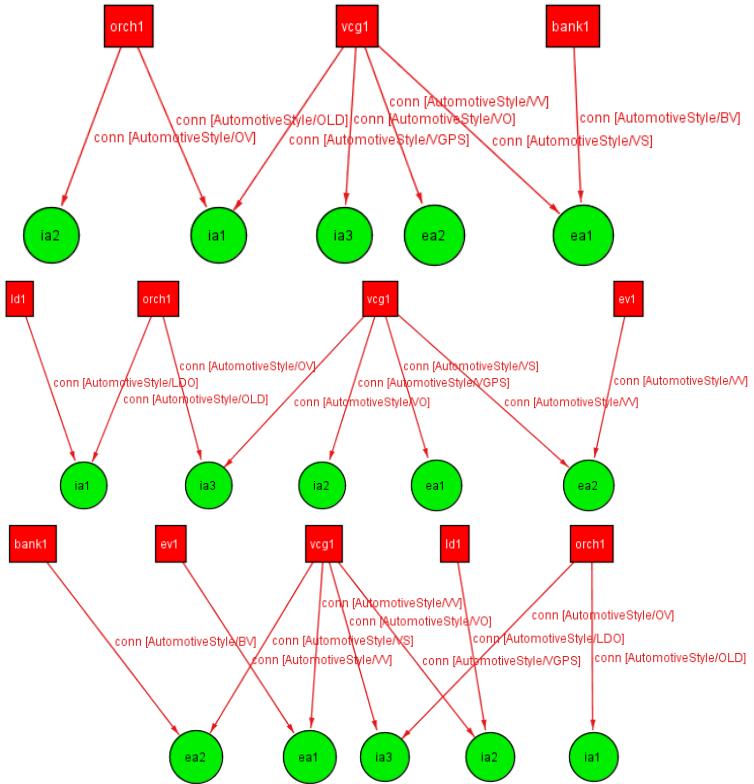 orch1 vcg1 bank1
conn [AutomotiveStyle/VV]
conn [AutomotiveStyle/OLD] conn [AutomotiveStyle/VO] conn [AutomotiveStyle/BV]
conn [AutomotiveStyle/OV] conn [AutomotiveStyle/VGPS] conn [AutomotiveStyle/VS]
ia2 ia1 ia3 ea2 ea1
ld1 orch1 vcg1 ev1
conn [AutomotiveStyle/OV] conn [AutomotiveStyle/VS]
conn [AutomotiveStyle/LDO] conn [AutomotiveStyle/VGPS] conn [AutomotiveStyle/VV]
conn [AutomotiveStyle/OLD] conn [AutomotiveStyle/VO] conn [AutomotiveStyle/VV]
ia1 ia3 ia2 ea1 ea2
bank1 ev1 vcg1 ld1 orch1
conn [AutomotiveStyle/VV]
conn [AutomotiveStyle/VO] conn [AutomotiveStyle/OV]
conn [AutomotiveStyle/BV] conn [AutomotiveStyle/VS] conn [AutomotiveStyle/LDO]
conn [AutomotiveStyle/VV] conn [AutomotiveStyle/VGPS] conn [AutomotiveStyle/OLD]
ea2 ea1 ia3 ia2 ia1